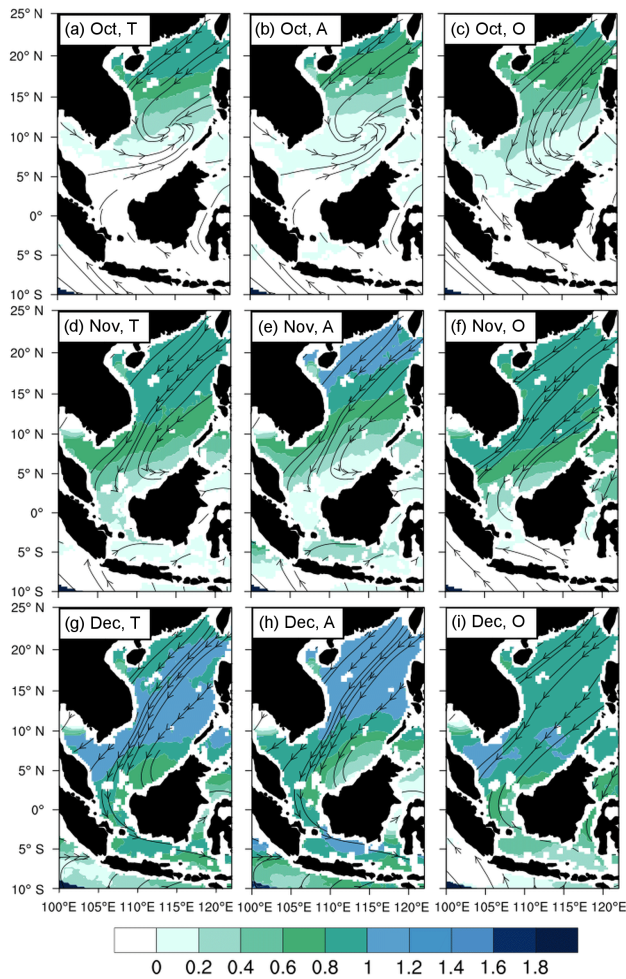 25° N
20° N
15° N
10° N
5° N
0°
5° S
10° S
(a) Oct, T
(b) Oct, A
(c) Oct, O
25° N
20° N
15° N
10° N
5° N
0°
5° S
10° S
(d) Nov, T
(e) Nov, A
(f) Nov, O
25° N
20° N
15° N
10° N
5° N
0°
5° S
10° S
(g) Dec, T
(h) Dec, A
(i) Dec, O
100°E 105°E 110°E 115°E 120°E 100°E 105°E 110°E 115°E 120°E 100°E 105°E 110°E 115°E 120°E
0 0.2 0.4 0.6 0.8 1 1.2 1.4 1.6 1.8